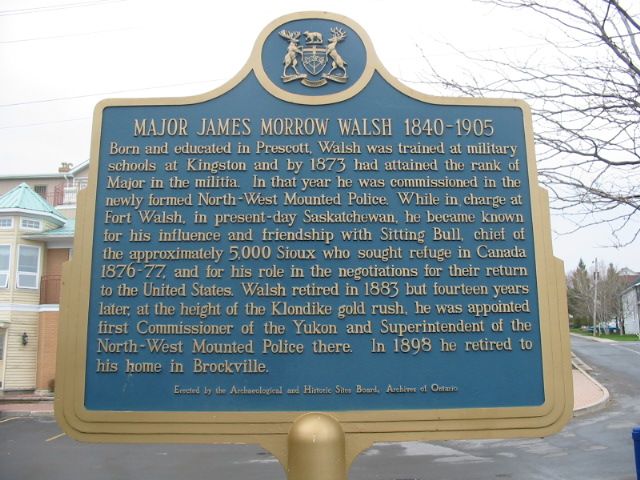 MAJOR JAMES MORROW WALSH 1840-1905
Born and educated in Prescott, Walsh was trained at military
schools at Kingston and by 1873 had attained the rank of
Major in the militia. In that year he was commissioned in the
newly formed North-West Mounted Police. While in charge at
Fort Walsh, in present-day Saskatchewan, he became known
for his influence and friendship with Sitting Bull, chief of
the approximately 5,000 Sioux who sought refuge in Canada
1876-77, and for his role in the negotiations for their return
to the United States. Walsh retired in 1883 but fourteen years
later, at the height of the Klondike gold rush, he was appointed
first Commissioner of the Yukon and Superintendent of the
North-West Mounted Police there. In 1898 he retired to
his home in Brockville.
Erected by the Archaeological and Historic Sites Board, Archives of Ontario